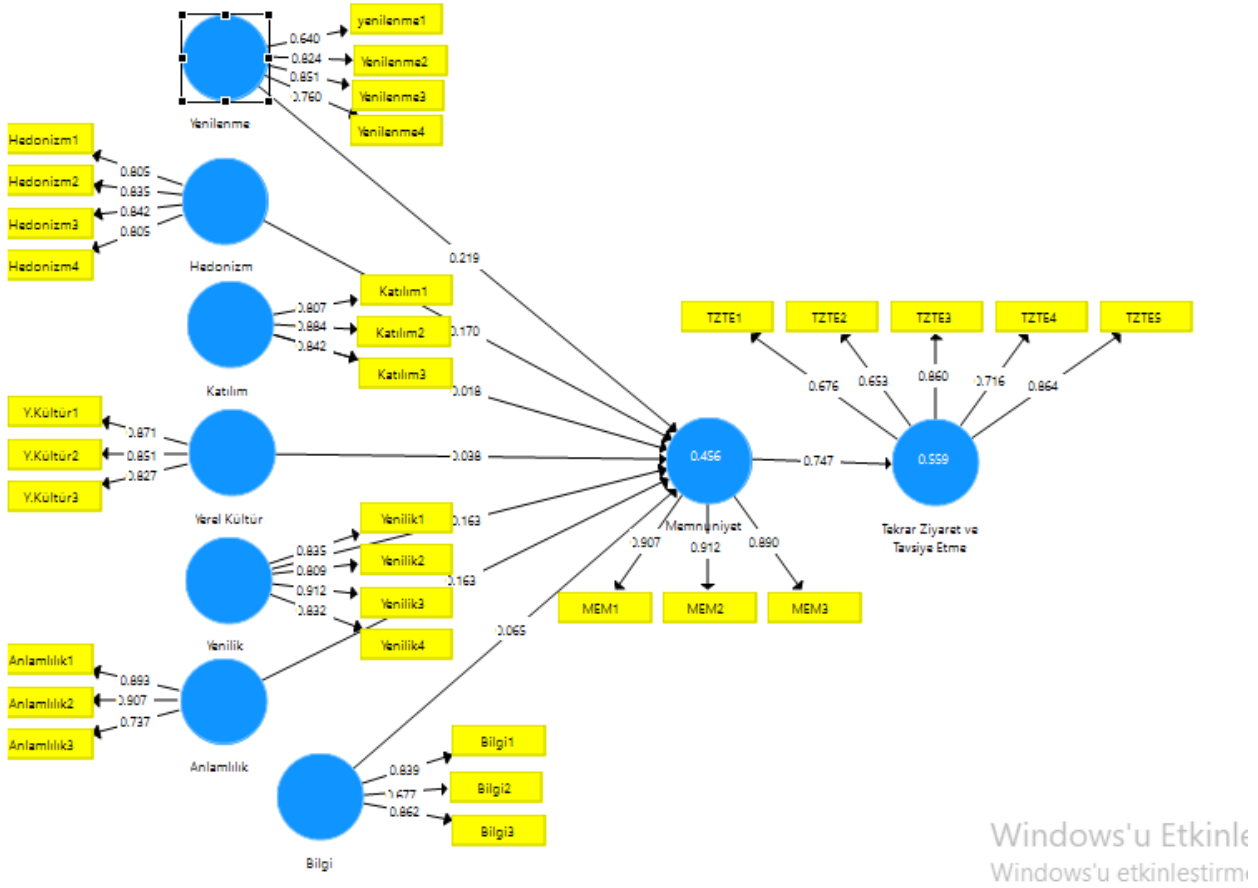 yenilenme1
0.640
Yenilenme2
0.824
Yenilenme3
0.851
Yenilenme4
0.760
Yenilenme
Hedonizm1
0.805
Hedonizm2
0.835
Hedonizm3
0.842
Hedonizm4
0.805
Hedonizm
0.219
Katılım1
0.807
Katılım2
0.884
Katılım3
0.842
Katılım
0.170
0.018
TZTE1
TZTE2
TZTE3
TZTE4
TZTE5
0.676
0.653
0.860
0.716
0.864
Y.Kültür1
0.871
Y.Kültür2
0.851
Y.Kültür3
0.827
Yerel Kültür
0.038
0.456
0.747
0.559
Memnuniyet
Tekrar Ziyaret ve
Tavsiye Etme
Yenilik1
0.835
Yenilik2
0.809
Yenilik3
0.912
Yenilik4
0.832
Yenilik
0.163
0.163
0.907
0.912
0.890
MEM1
MEM2
MEM3
0.065
Anlamlılık1
0.893
Anlamlılık2
0.907
Anlamlılık3
0.737
Anlamlılık
Bilgi1
0.839
Bilgi2
0.677
Bilgi3
0.862
Bilgi
Windows'u Etkinle
Windows'u etkinleştirme